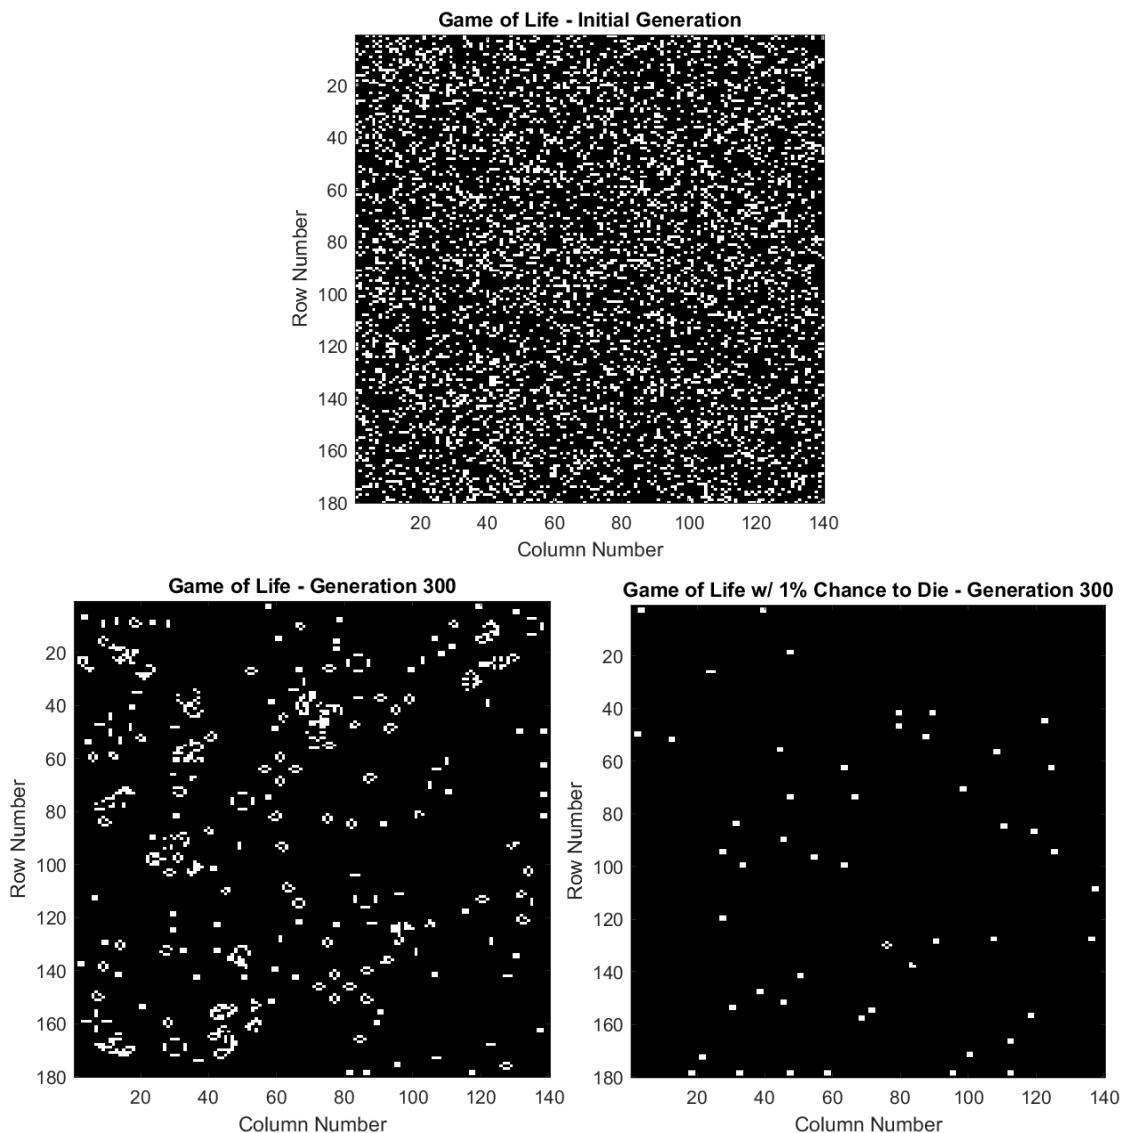 Game of Life - Initial Generation
20
40
60
80
100
120
140
160
180
Row Number
20 40 60 80 100 120 140
Column Number
Game of Life - Generation 300
20
40
60
80
100
120
140
160
180
Row Number
20 40 60 80 100 120 140
Column Number
Game of Life w/ 1% Chance to Die - Generation 300
20
40
60
80
100
120
140
160
180
Row Number
20 40 60 80 100 120 140
Column Number